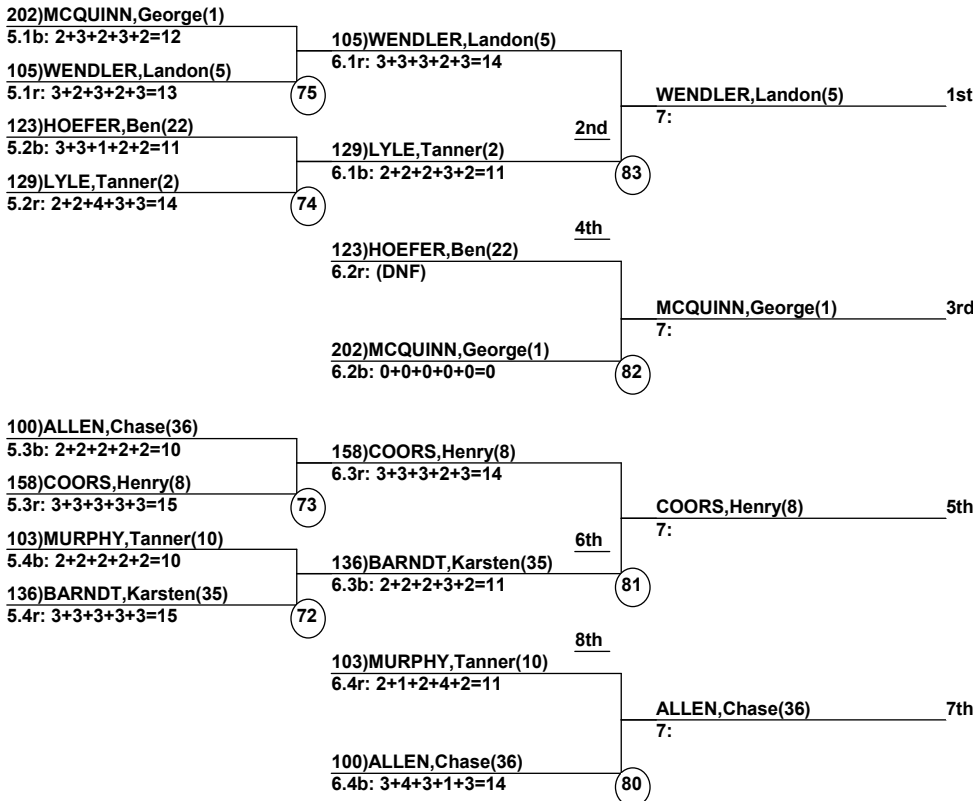 202)MCQUINN,George(1)
5.1b: 2+3+2+3+2=12
105)WENDLER,Landon(5)
5.1r: 3+2+3+2+3=13
75
123)HOEFER,Ben(22)
5.2b: 3+3+1+2+2=11
129)LYLE,Tanner(2)
5.2r: 2+2+4+3+3=14
74
105)WENDLER,Landon(5)
6.1r: 3+3+3+2+3=14
2nd
129)LYLE,Tanner(2)
6.1b: 2+2+2+3+2=11
83
WENDLER,Landon(5) 1st
7:
4th
123)HOEFER,Ben(22)
6.2r: (DNF)
202)MCQUINN,George(1)
6.2b: 0+0+0+0+0=0
82
MCQUINN,George(1) 3rd
7:
100)ALLEN,Chase(36)
5.3b: 2+2+2+2+2=10
158)COORS,Henry(8)
5.3r: 3+3+3+3+3=15
73
103)MURPHY,Tanner(10)
5.4b: 2+2+2+2+2=10
136)BARNDT,Karsten(35)
5.4r: 3+3+3+3+3=15
72
158)COORS,Henry(8)
6.3r: 3+3+3+2+3=14
6th
136)BARNDT,Karsten(35)
6.3b: 2+2+2+3+2=11
81
COORS,Henry(8) 5th
7:
8th
103)MURPHY,Tanner(10)
6.4r: 2+1+2+4+2=11
100)ALLEN,Chase(36)
6.4b: 3+4+3+1+3=14
80
ALLEN,Chase(36) 7th
7: